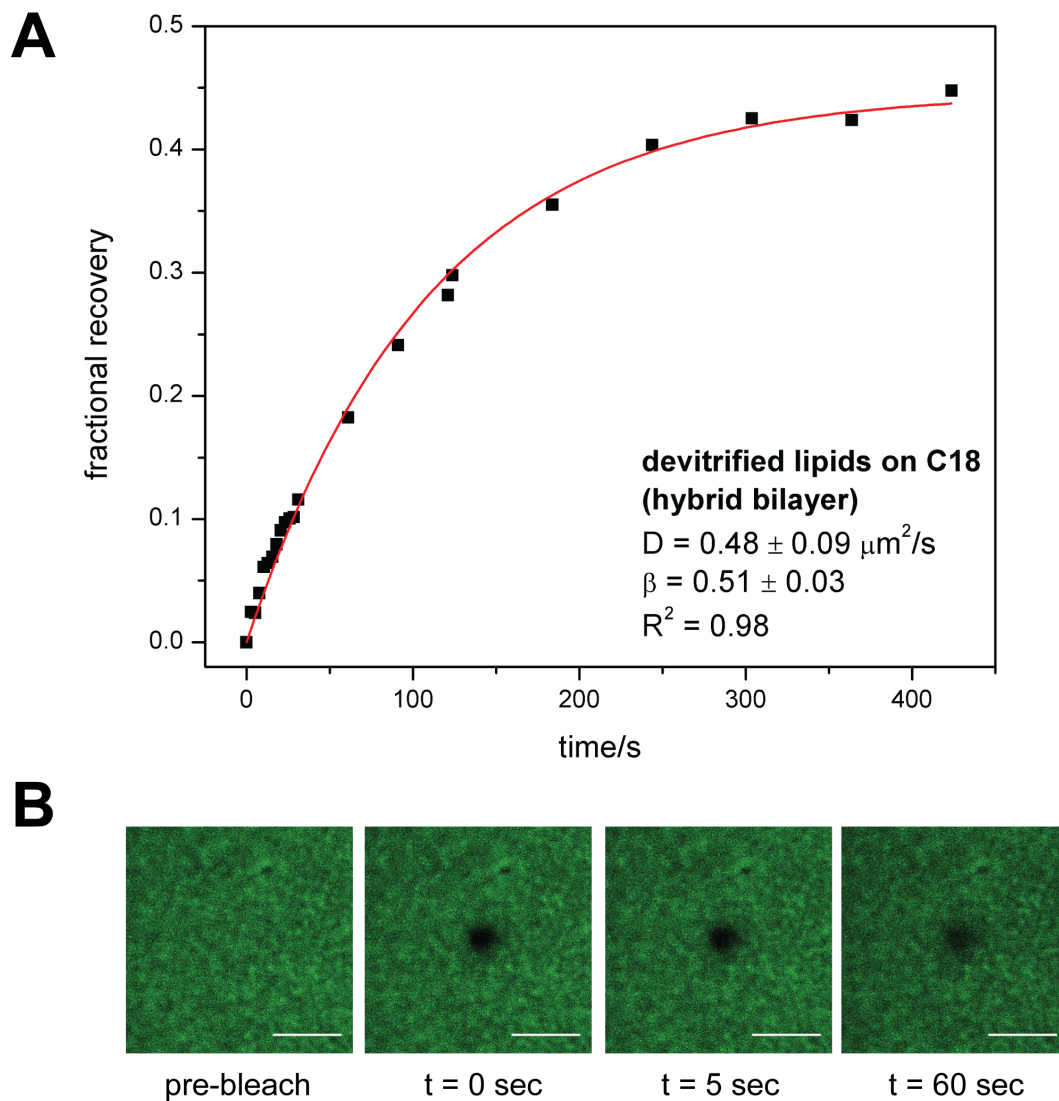 A
0.5
0.4
0.3
0.2
0.1
0.0
fractional recovery
devitrified lipids on C18
(hybrid bilayer)
D = 0.48 ± 0.09 μm²/s
β = 0.51 ± 0.03
R² = 0.98
0 100 200 300 400
time/s
B
pre-bleach t = 0 sec t = 5 sec t = 60 sec